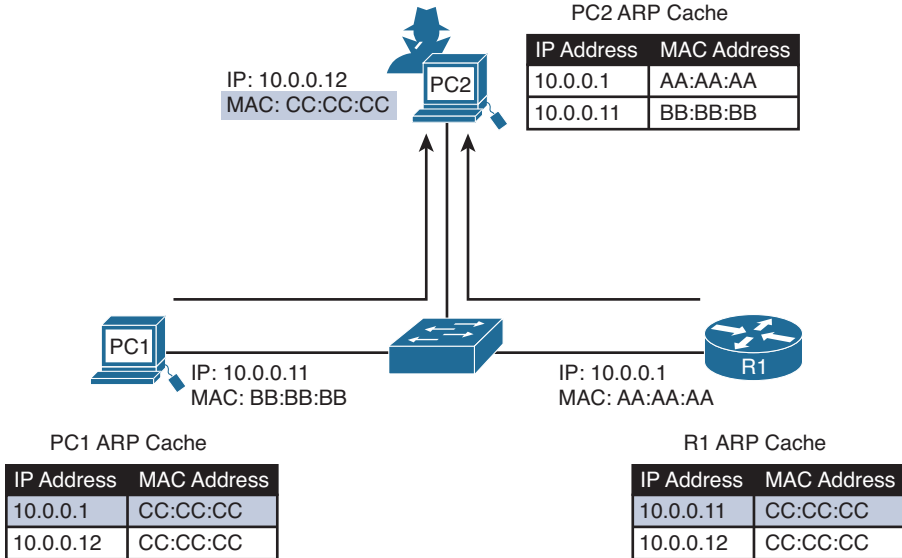 PC2 ARP Cache
IP Address MAC Address
10.0.0.1 AA:AA:AA
10.0.0.11 BB:BB:BB
IP: 10.0.0.12
MAC: CC:CC:CC
PC2
PC1
IP: 10.0.0.11
MAC: BB:BB:BB
IP: 10.0.0.1
MAC: AA:AA:AA
R1
PC1 ARP Cache
IP Address MAC Address
10.0.0.1 CC:CC:CC
10.0.0.12 CC:CC:CC
R1 ARP Cache
IP Address MAC Address
10.0.0.11 CC:CC:CC
10.0.0.12 CC:CC:CC